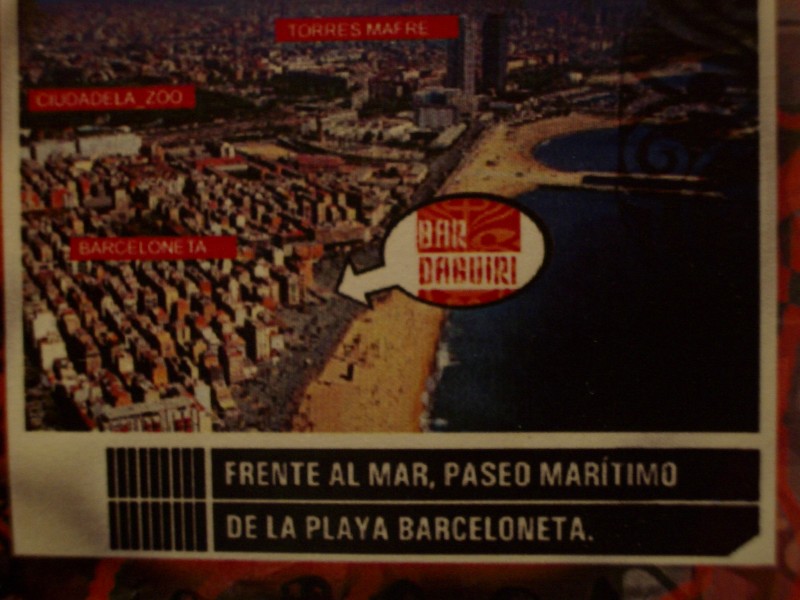 TORRES MAFRE
CIUDADELA_ZOO
BARCELONETA
BAR
DAGUIRI
FRENTE AL MAR, PASEO MARÍTIMO
DE LA PLAYA BARCELONETA.